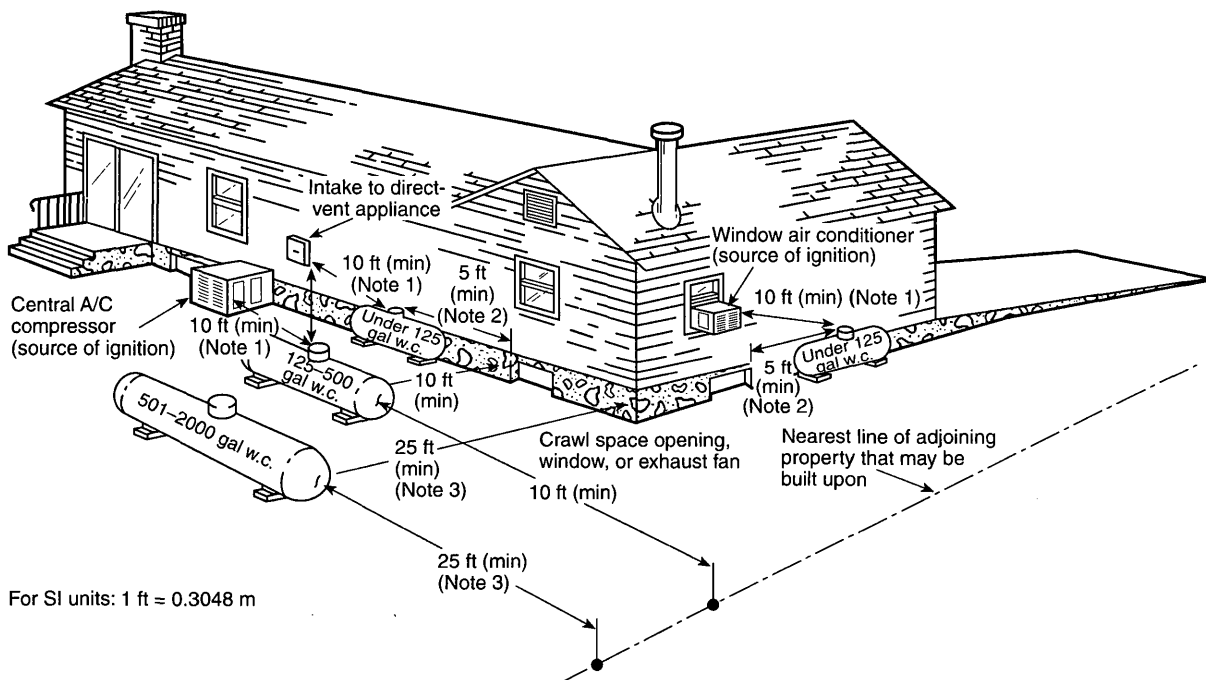 Intake to direct-
vent appliance
Window air conditioner
(source of ignition)
10 ft (min)
(Note 1)
5 ft
(min)
(Note 2)
10 ft (min) (Note 1)
Central A/C
compressor
(source of ignition)
10 ft (min)
(Note 1)
Under 125
gal w.c.
Under 125
gal w.c.
125–500
gal w.c.
10 ft
(min)
5 ft
(min)
(Note 2)
501–2000 gal w.c.
25 ft
(min)
(Note 3)
Crawl space opening,
window, or exhaust fan
Nearest line of adjoining
property that may be
built upon
10 ft (min)
25 ft (min)
(Note 3)
For SI units: 1 ft = 0.3048 m